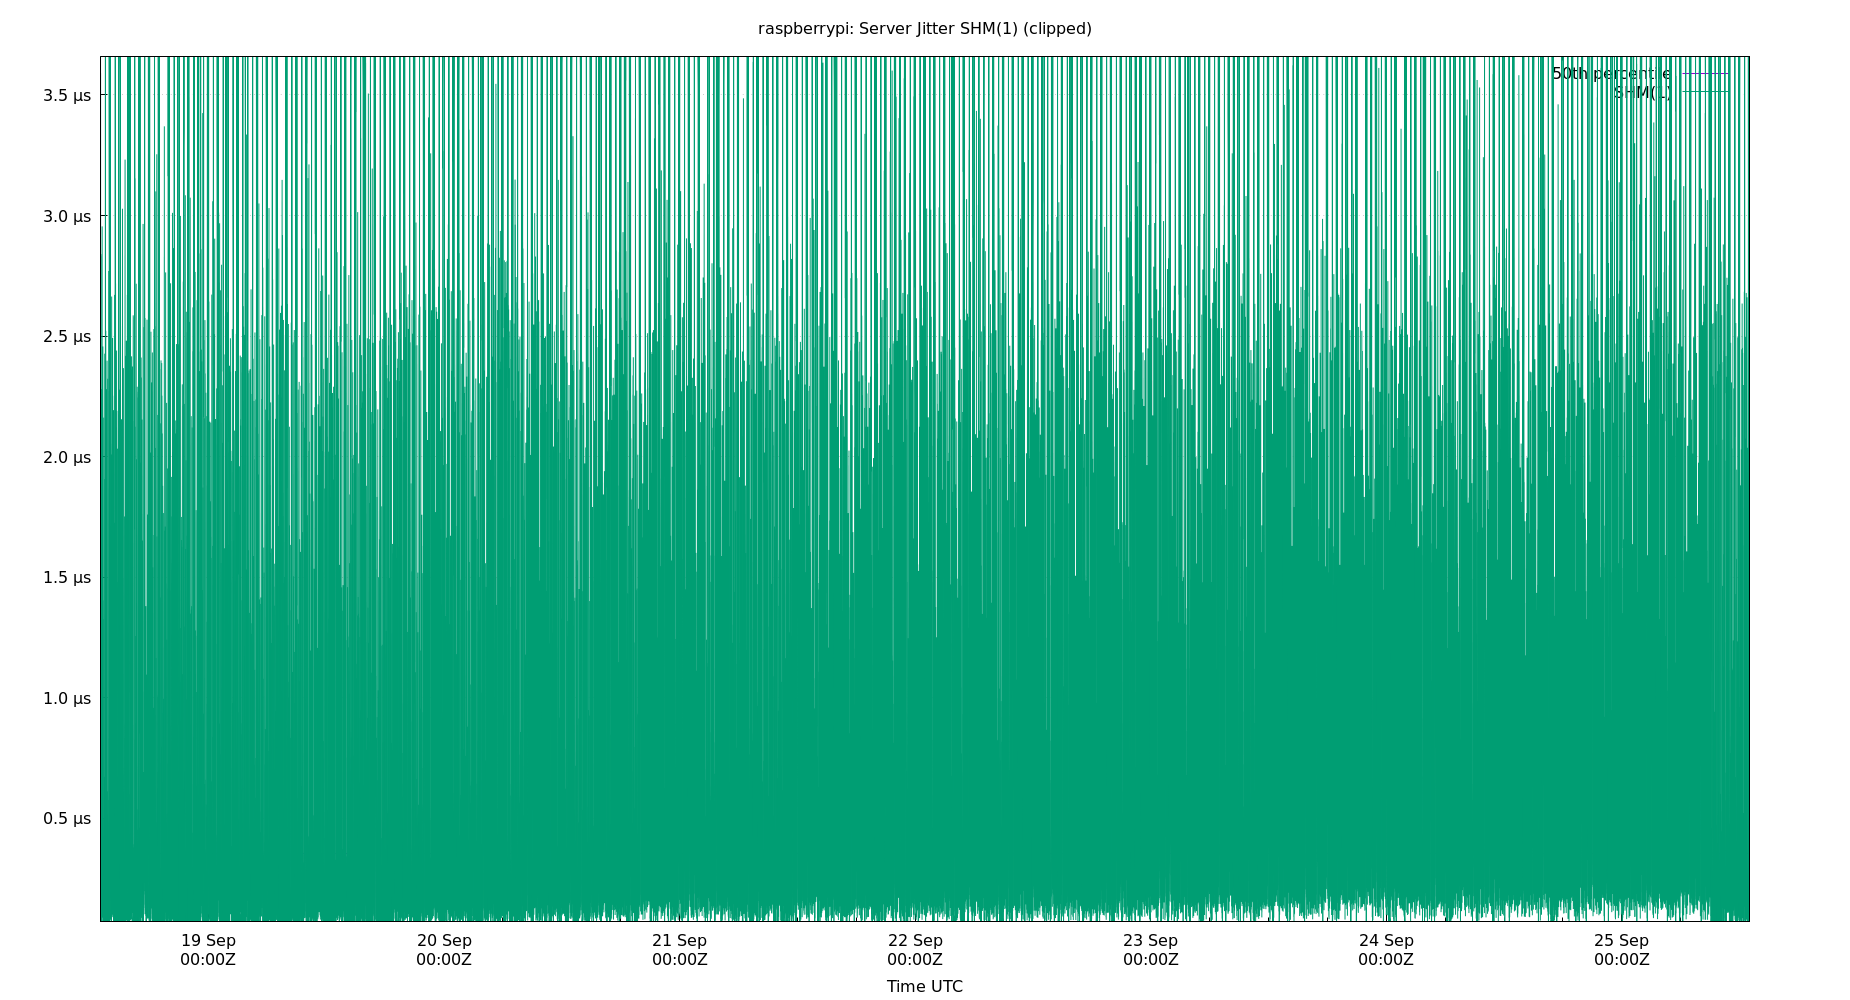 raspberrypi: Server Jitter SHM(1) (clipped)
50th percentile
SHM(1)
3.5 µs
3.0 µs
2.5 µs
2.0 µs
1.5 µs
1.0 µs
0.5 µs
19 Sep 20 Sep 21 Sep 22 Sep 23 Sep 24 Sep 25 Sep
00:00Z 00:00Z 00:00Z 00:00Z 00:00Z 00:00Z 00:00Z
Time UTC